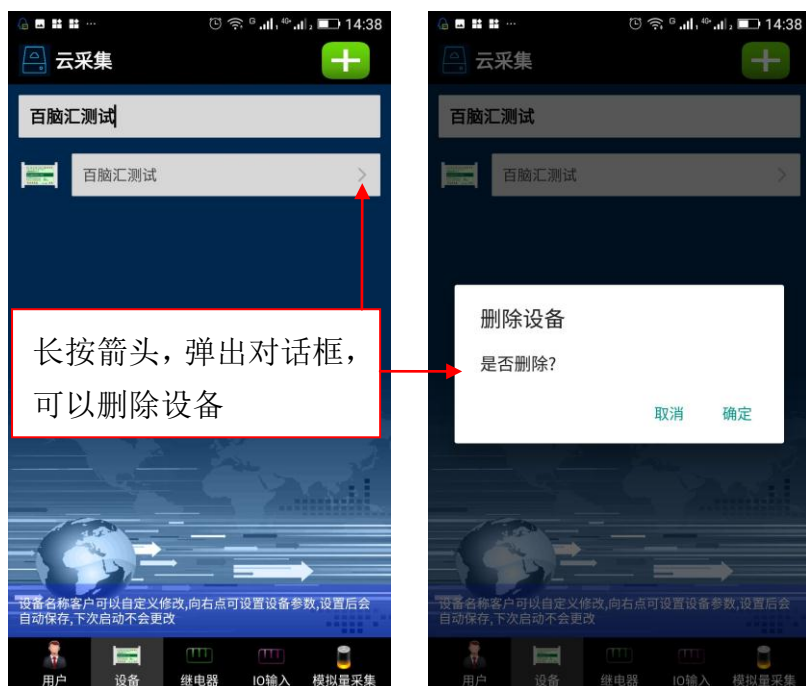 14:38
云采集
百脑汇测试
百脑汇测试
长按箭头，弹出对话框，
可以删除设备
设备名称客户可以自定义修改,向右点可设置设备参数,设置后会
自动保存,下次启动不会更改
用户 设备 继电器 IO输入 模拟量采集
14:38
云采集
百脑汇测试
百脑汇测试
删除设备
是否删除?
取消 确定
设备名称客户可以自定义修改,向右点可设置设备参数,设置后会
自动保存,下次启动不会更改
用户 设备 继电器 IO输入 模拟量采集